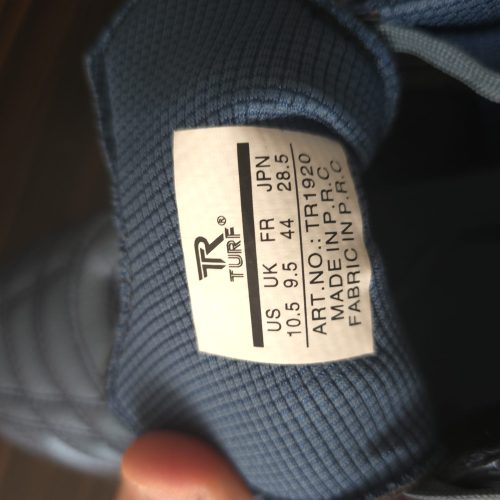 TR®
TURF
US UK FR JPN
10.5 9.5 44 28.5
ART.NO.: TR1920
MADE IN P.R.C
FABRIC IN P.R.C